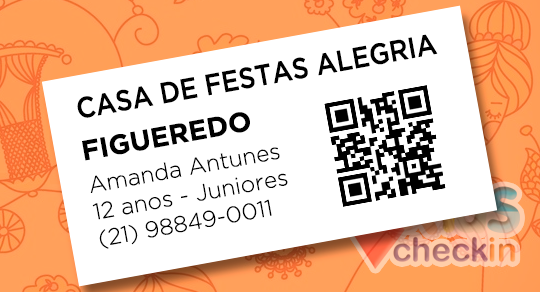 CASA DE FESTAS ALEGRIA
FIGUEREDO
Amanda Antunes
12 anos - Juniores
(21) 98849-0011
checkin